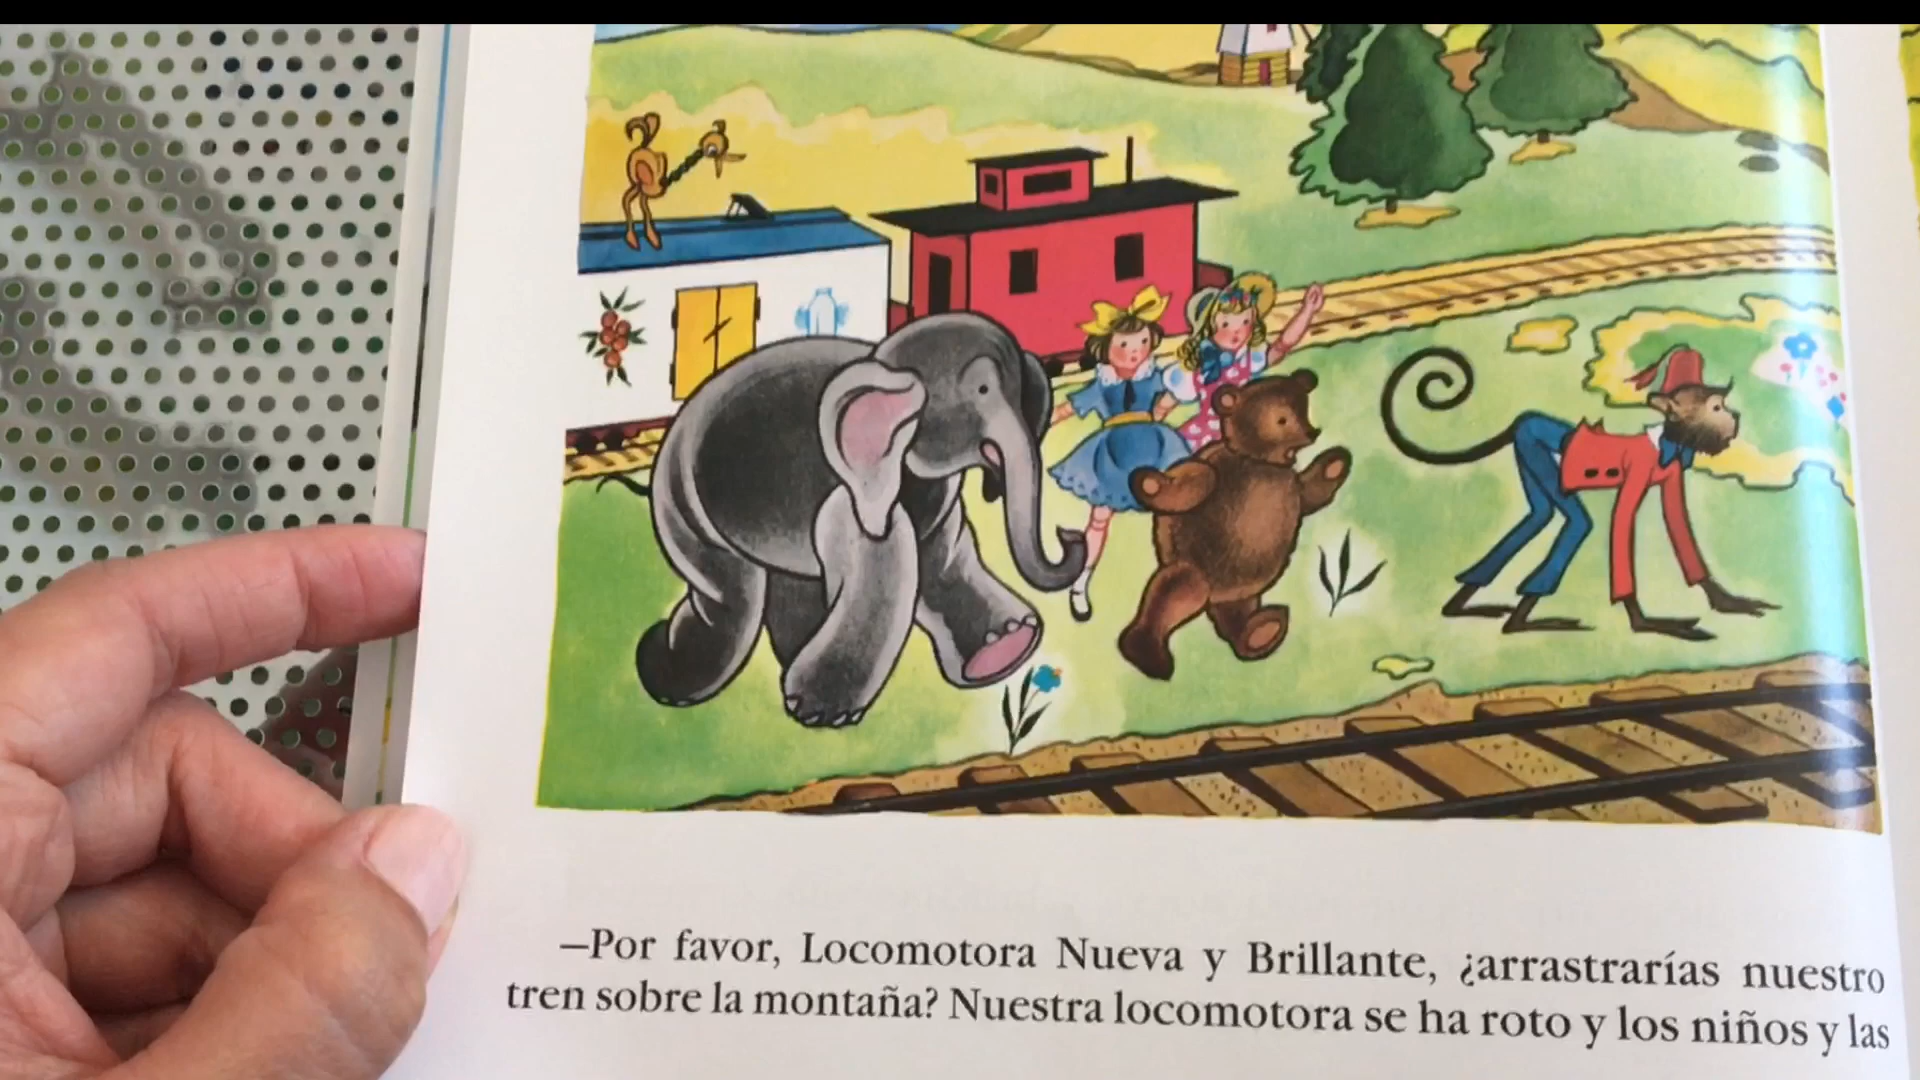 —Por favor, Locomotora Nueva y Brillante, ¿arrastrarías nuestro
tren sobre la montaña? Nuestra locomotora se ha roto y los niños y las